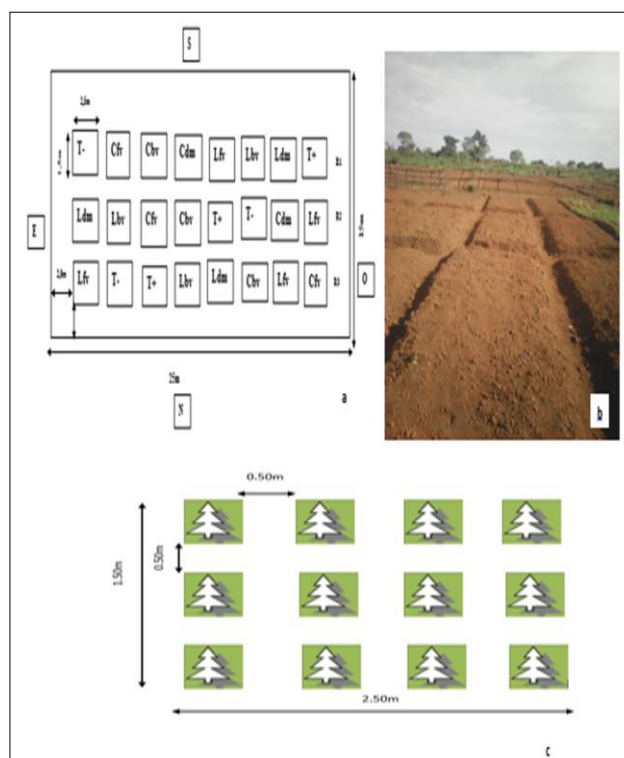 S
2.5m
T- Cfv Cbv Cdm Lfv Lbv Ldm T+ R1
Ldm Lbv Cfv Cbv T+ T- Cdm Lfv R2
E
2.0m
O
Lfv T- T+ Lbv Ldm Cbv Lfv Cfv R3
25m
a
N
b
0.50m
1.50m
0.50m
2.50m
c